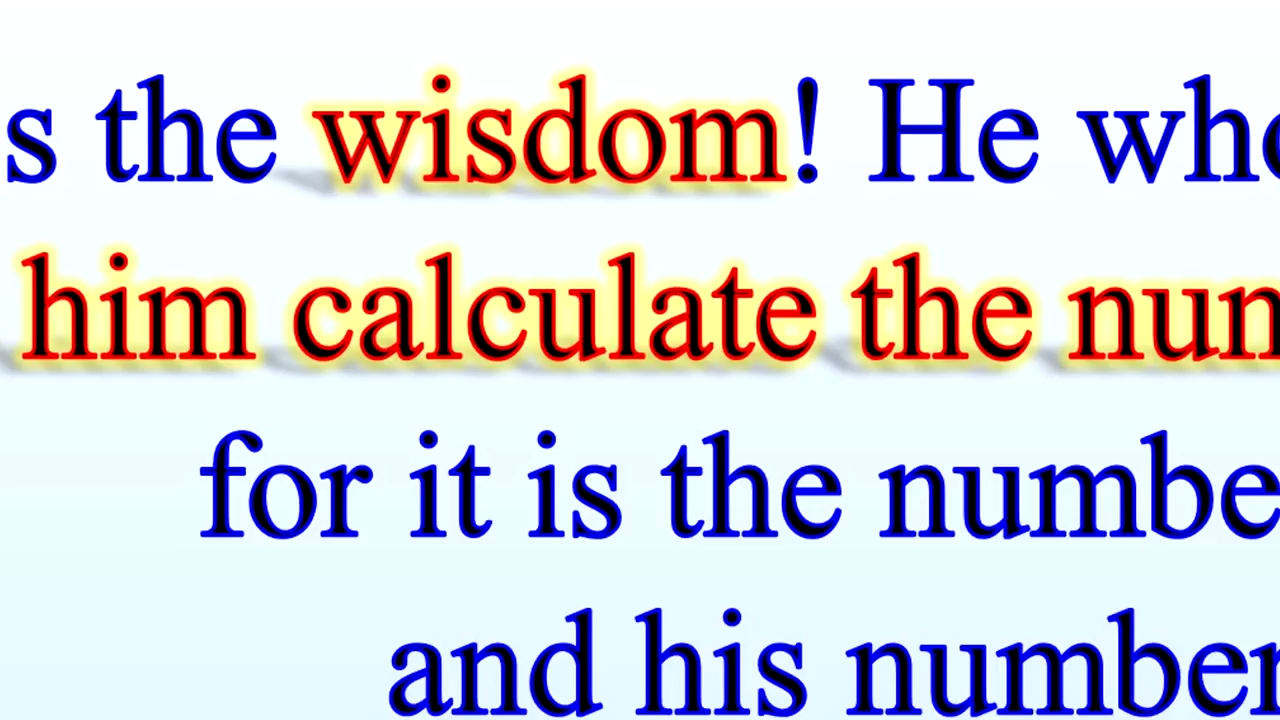 s the wisdom! He who
him calculate the num
for it is the numbe
and his number